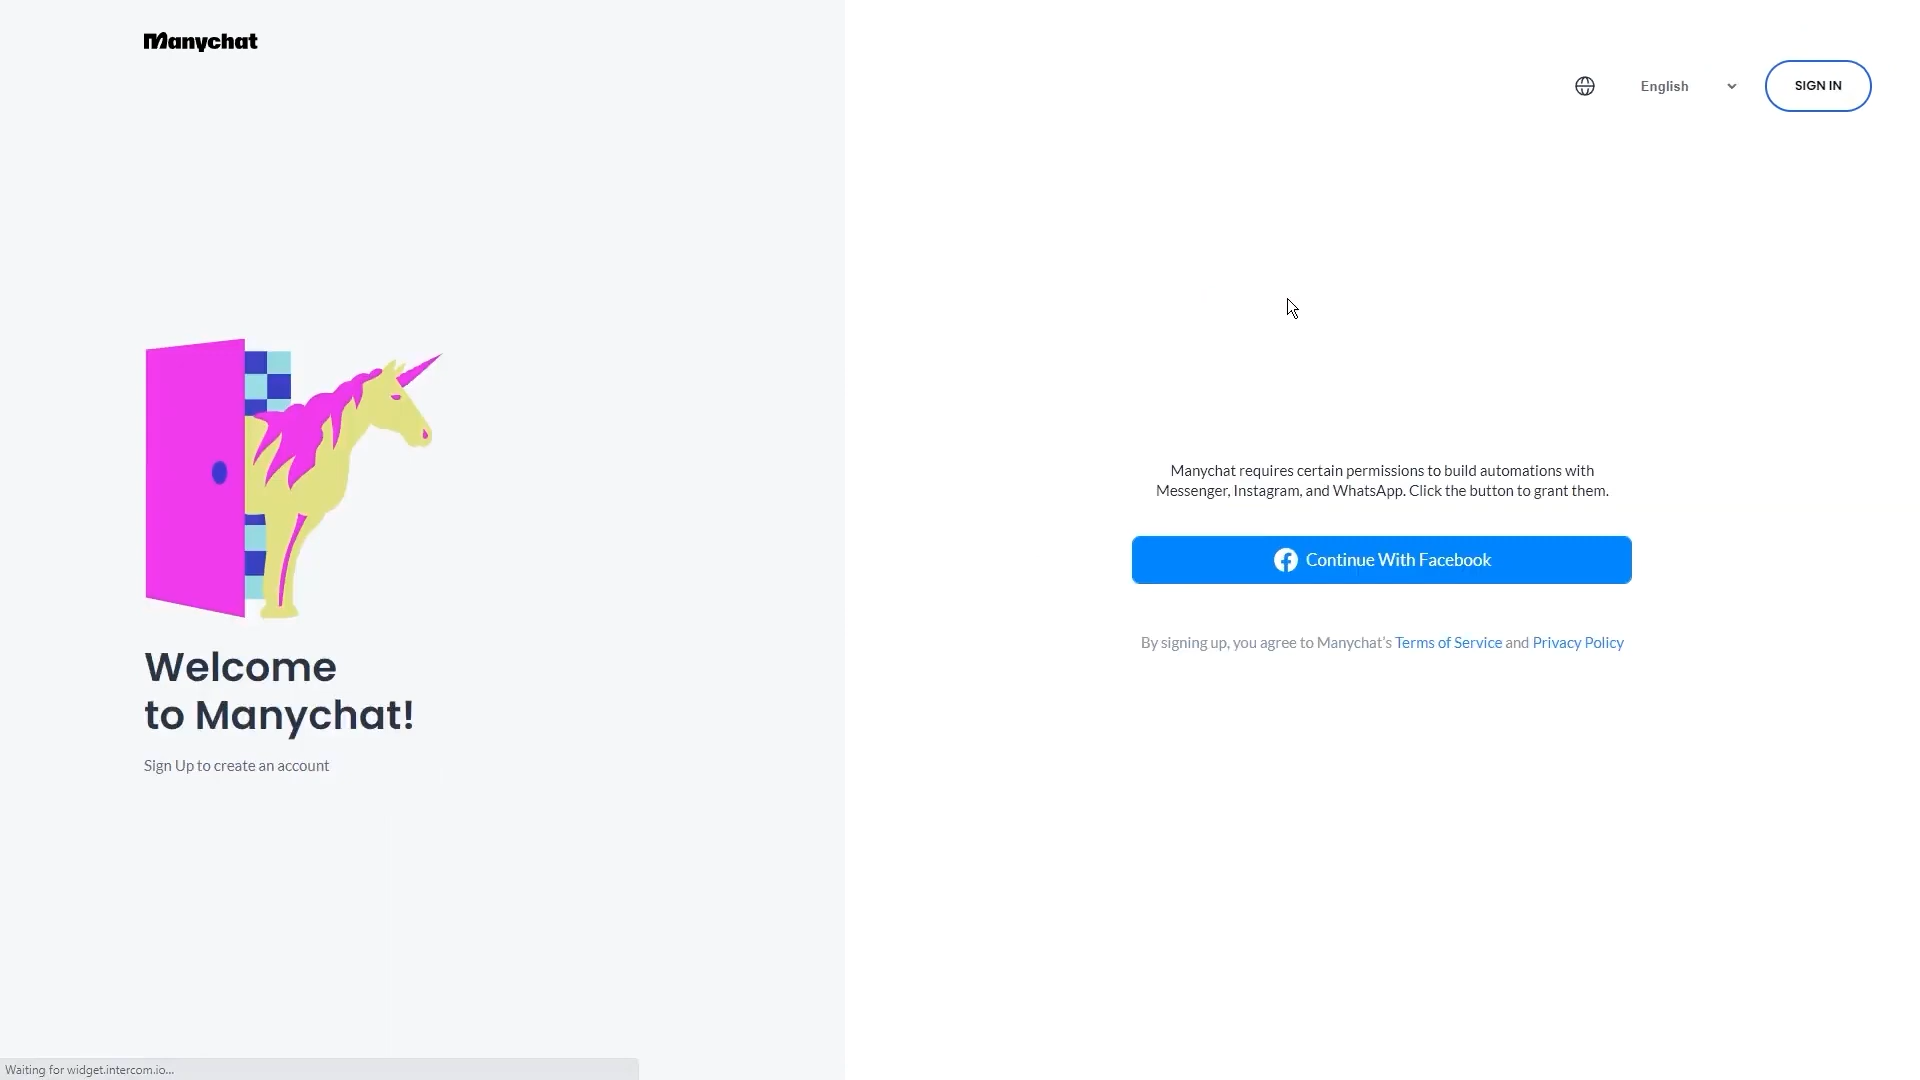 Manychat
English
SIGN IN
Manychat requires certain permissions to build automations with
Messenger, Instagram, and WhatsApp. Click the button to grant them.
Continue With Facebook
By signing up, you agree to Manychat's Terms of Service and Privacy Policy
Welcome
to Manychat!
Sign Up to create an account
Waiting for widget.intercom.io...